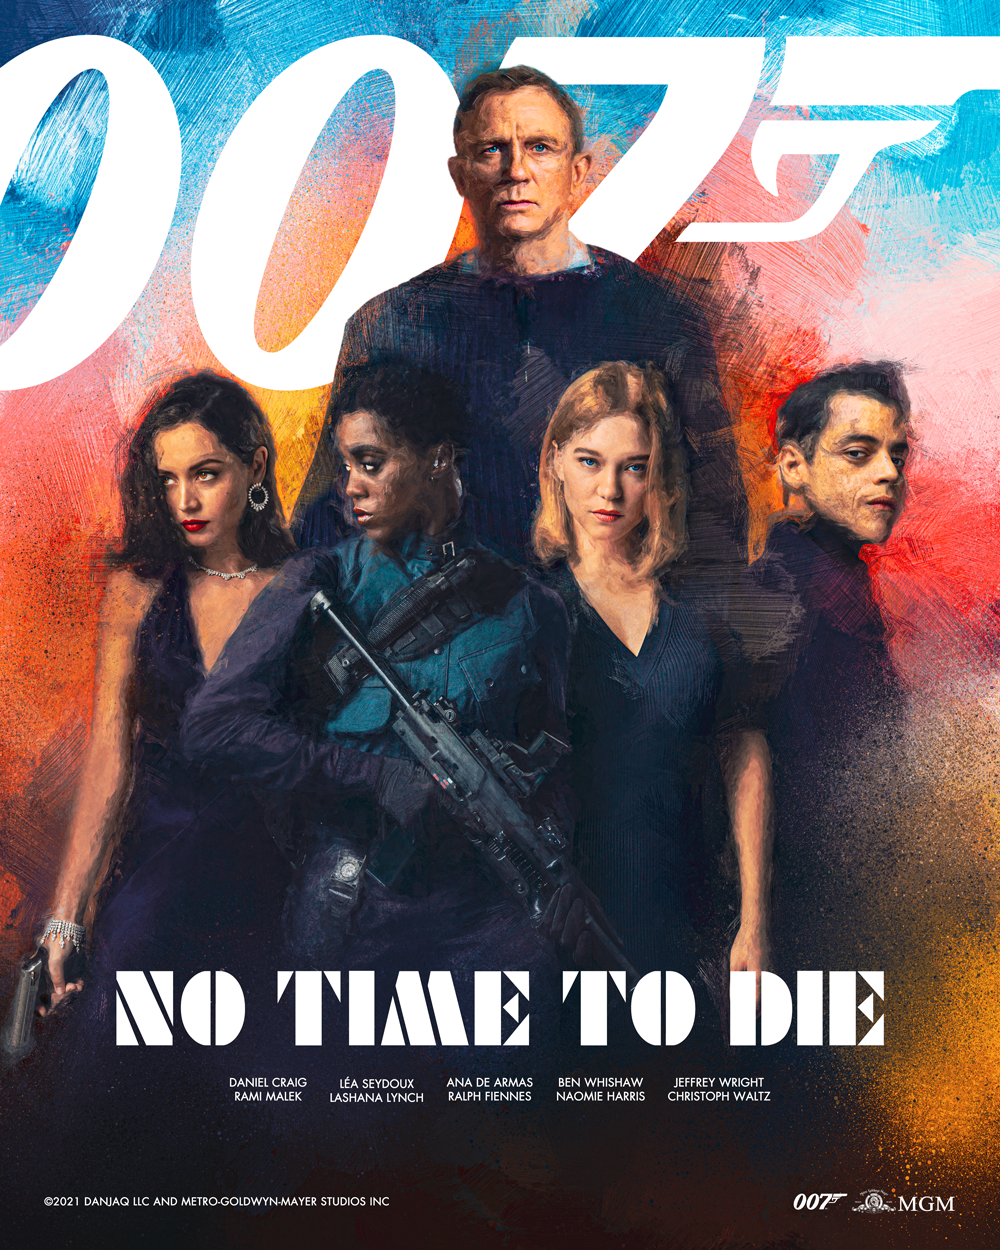 007
NO TIME TO DIE
DANIEL CRAIG LÉA SEYDOUX ANA DE ARMAS BEN WHISHAW JEFFREY WRIGHT
RAMI MALEK LASHANA LYNCH RALPH FIENNES NAOMIE HARRIS CHRISTOPH WALTZ
©2021 DANJAQ LLC AND METRO-GOLDWYN-MAYER STUDIOS INC
007 MGM